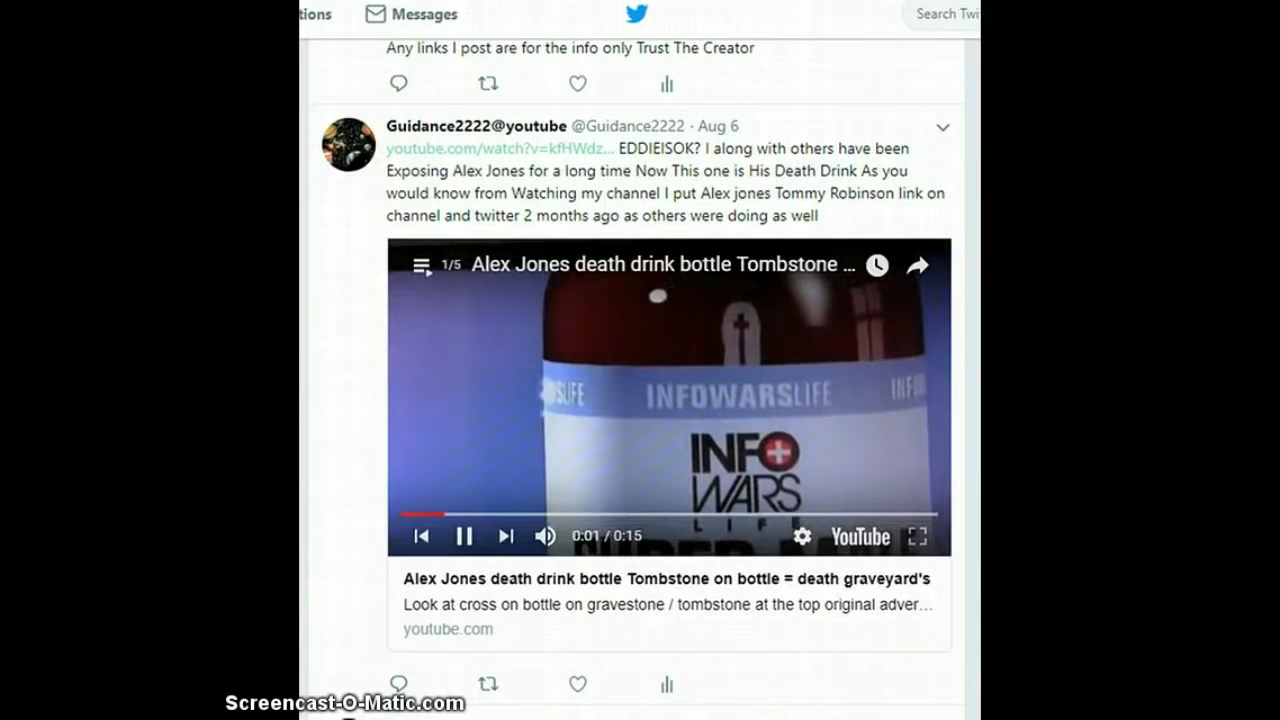 Messages
Search Twi
Any links I post are for the info only Trust The Creator
Guidance2222@youtube @Guidance2222 · Aug 6
youtube.com/watch?v=kfHWdz... EDDIEISOK? I along with others have been
Exposing Alex Jones for a long time Now This one is His Death Drink As you
would know from Watching my channel I put Alex jones Tommy Robinson link on
channel and twitter 2 months ago as others were doing as well
1/5 Alex Jones death drink bottle Tombstone ...
INFOWARSLIFE
INFO
WARS
LIFE
0:01 / 0:15
YouTube
Alex Jones death drink bottle Tombstone on bottle = death graveyard's
Look at cross on bottle on gravestone / tombstone at the top original adver...
youtube.com
Screencast-O-Matic.com